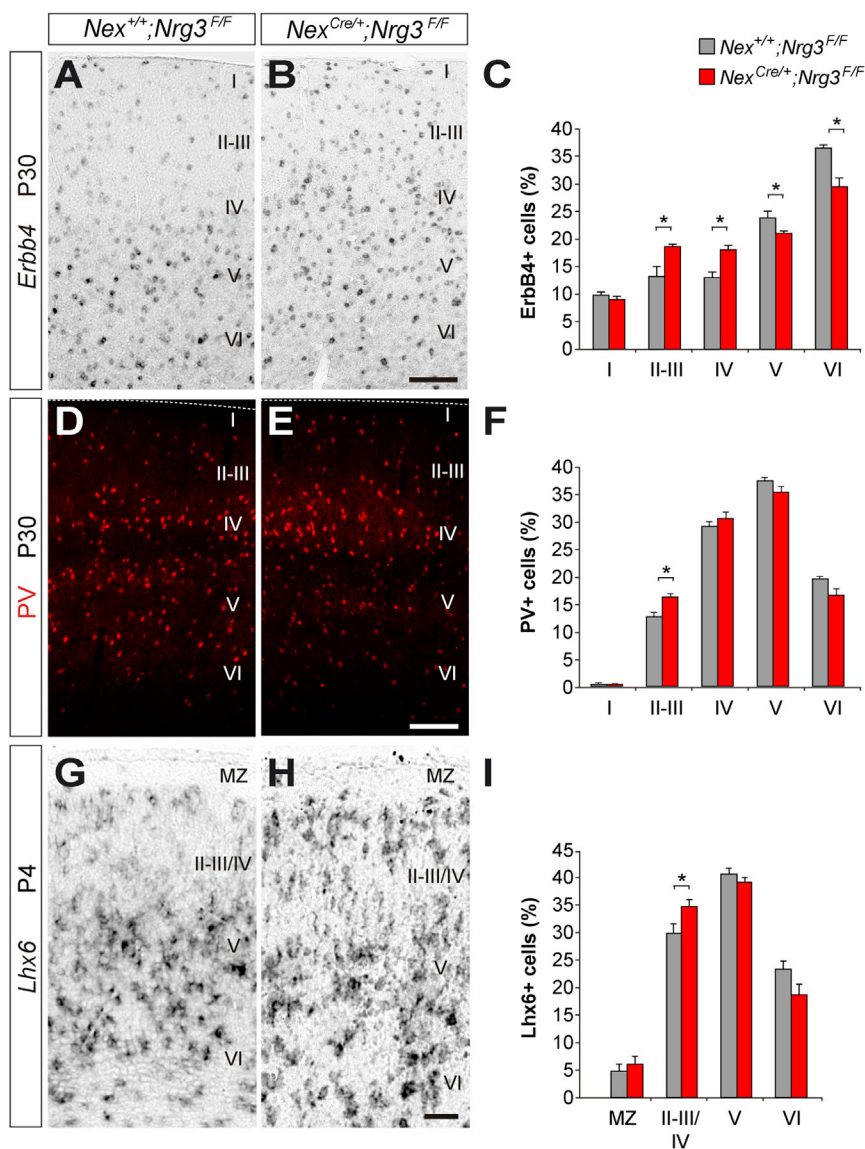 Nex+/+;Nrg3 F/F
NexCre/+;Nrg3 F/F
Erbb4 P30
A
I
II-III
IV
V
VI
B
I
II-III
IV
V
VI
C
Nex+/+;Nrg3F/F
NexCre/+;Nrg3F/F
ErbB4+ cells (%)
40
35
30
25
20
15
10
5
0
* * * *
I II-III IV V VI
PV P30
D
I
II-III
IV
V
VI
E
I
II-III
IV
V
VI
F
PV+ cells (%)
40
35
30
25
20
15
10
5
0
*
I II-III IV V VI
Lhx6 P4
G
MZ
II-III/IV
V
VI
H
MZ
II-III/IV
V
VI
I
Lhx6+ cells (%)
45
40
35
30
25
20
15
10
5
0
*
MZ II-III/ V VI
IV